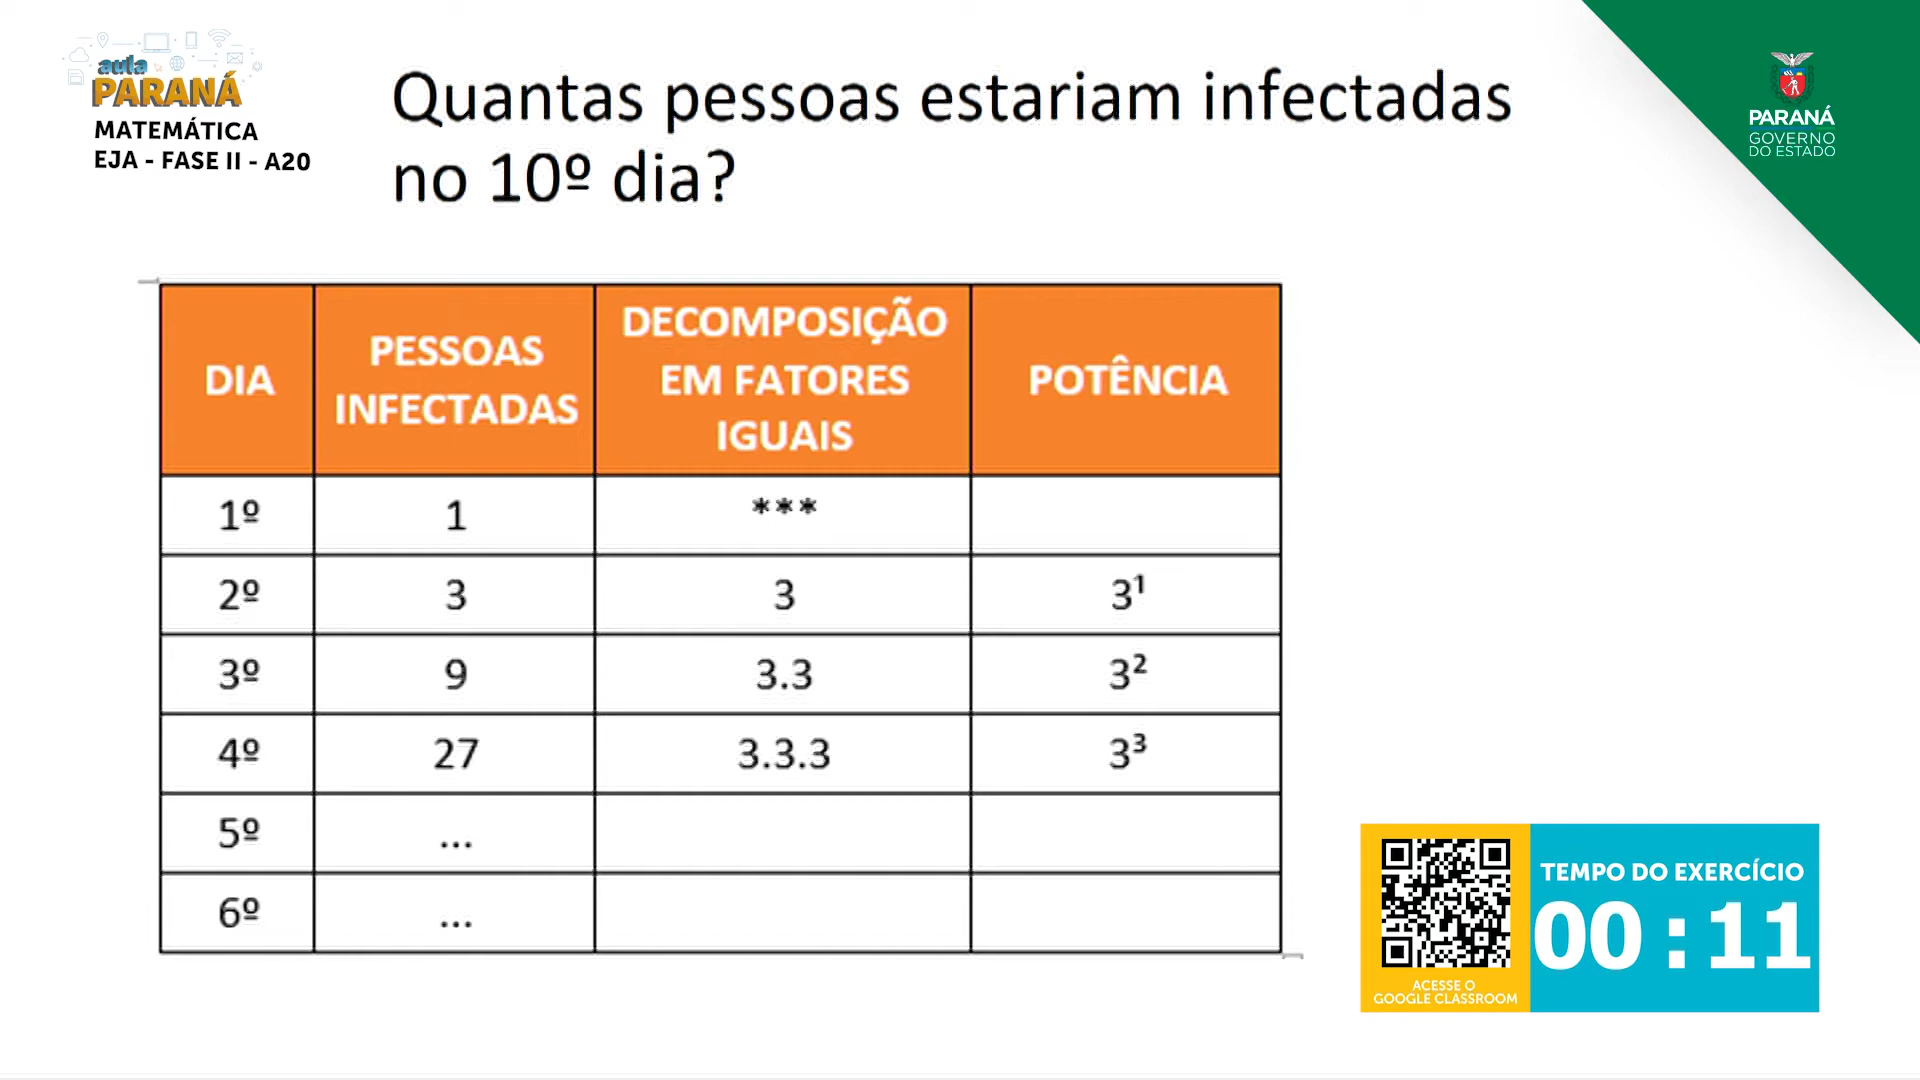 aula
PARANÁ
MATEMÁTICA
EJA - FASE II - A20
Quantas pessoas estariam infectadas
no 10º dia?
PARANÁ
GOVERNO
DO ESTADO
DIA
PESSOAS
INFECTADAS
DECOMPOSIÇÃO
EM FATORES
IGUAIS
POTÊNCIA
1º 1 ***
2º 3 3 3¹
3º 9 3.3 3²
4º 27 3.3.3 3³
5º ...
6º ...
ACESSE O
GOOGLE CLASSROOM
TEMPO DO EXERCÍCIO
00 : 11